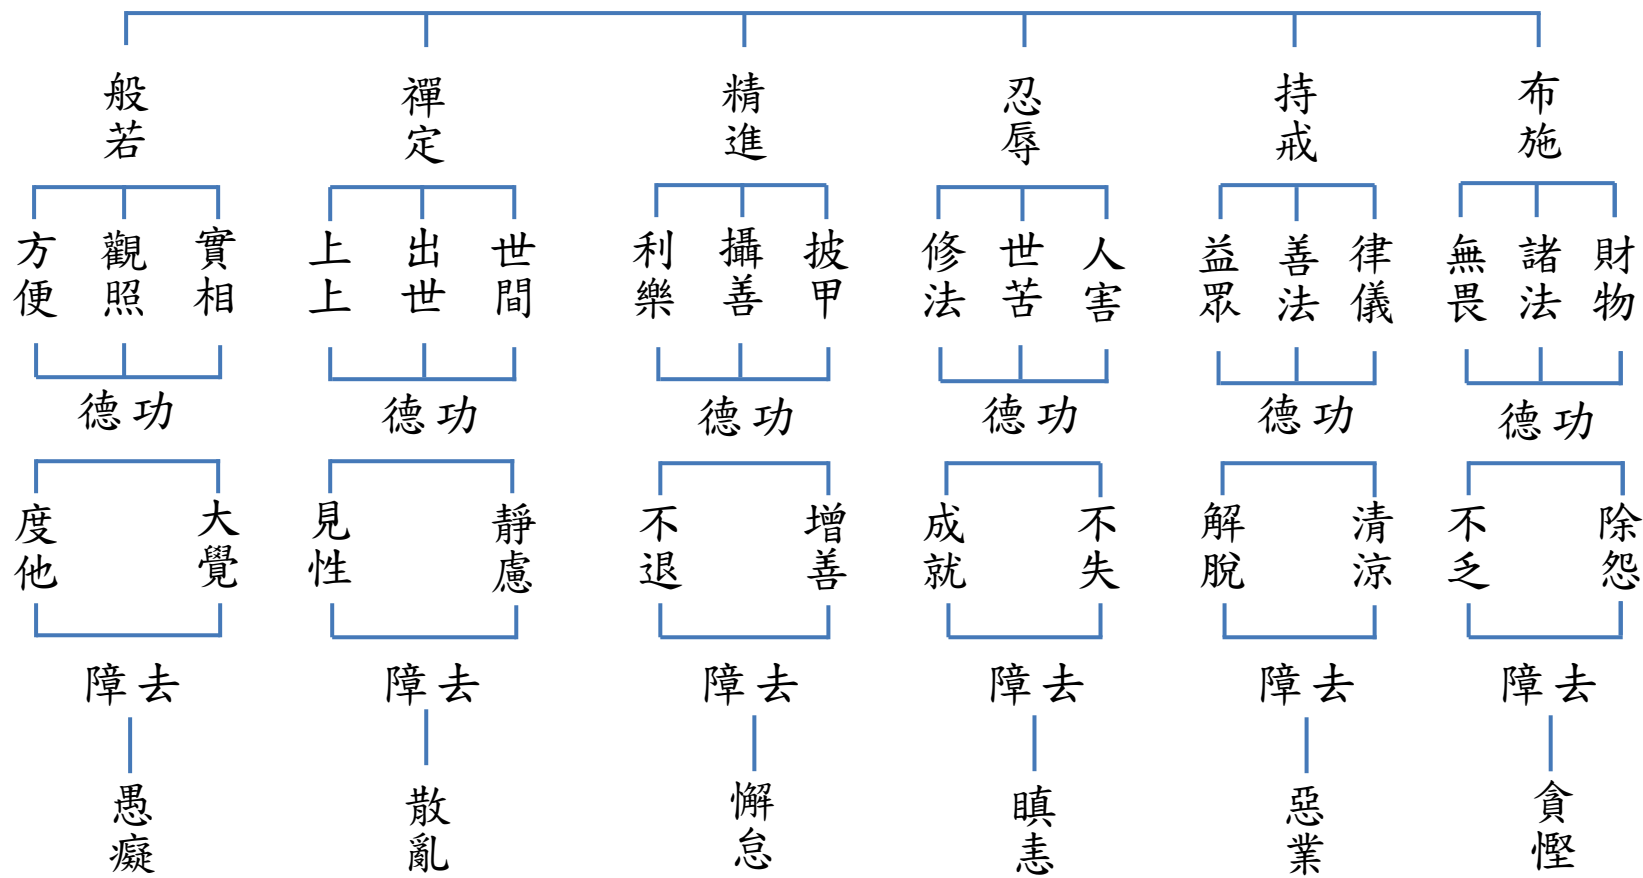 布施
持戒
忍辱
精進
禪定
般若
財物
諸法
無畏
律儀
善法
益眾
人害
世苦
修法
披甲
攝善
利樂
世間
出世
上上
實相
觀照
方便
功德
功德
功德
功德
功德
功德
除怨
不乏
清涼
解脫
不失
成就
增善
不退
靜慮
見性
大覺
度他
去障
去障
去障
去障
去障
去障
貪慳
惡業
瞋恚
懈怠
散亂
愚癡